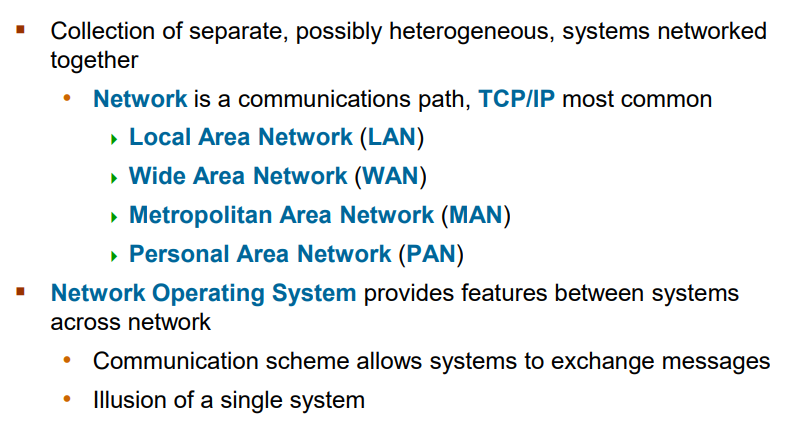 Collection of separate, possibly heterogeneous, systems networked
together
Network is a communications path, TCP/IP most common
Local Area Network (LAN)
Wide Area Network (WAN)
Metropolitan Area Network (MAN)
Personal Area Network (PAN)
Network Operating System provides features between systems
across network
Communication scheme allows systems to exchange messages
Illusion of a single system